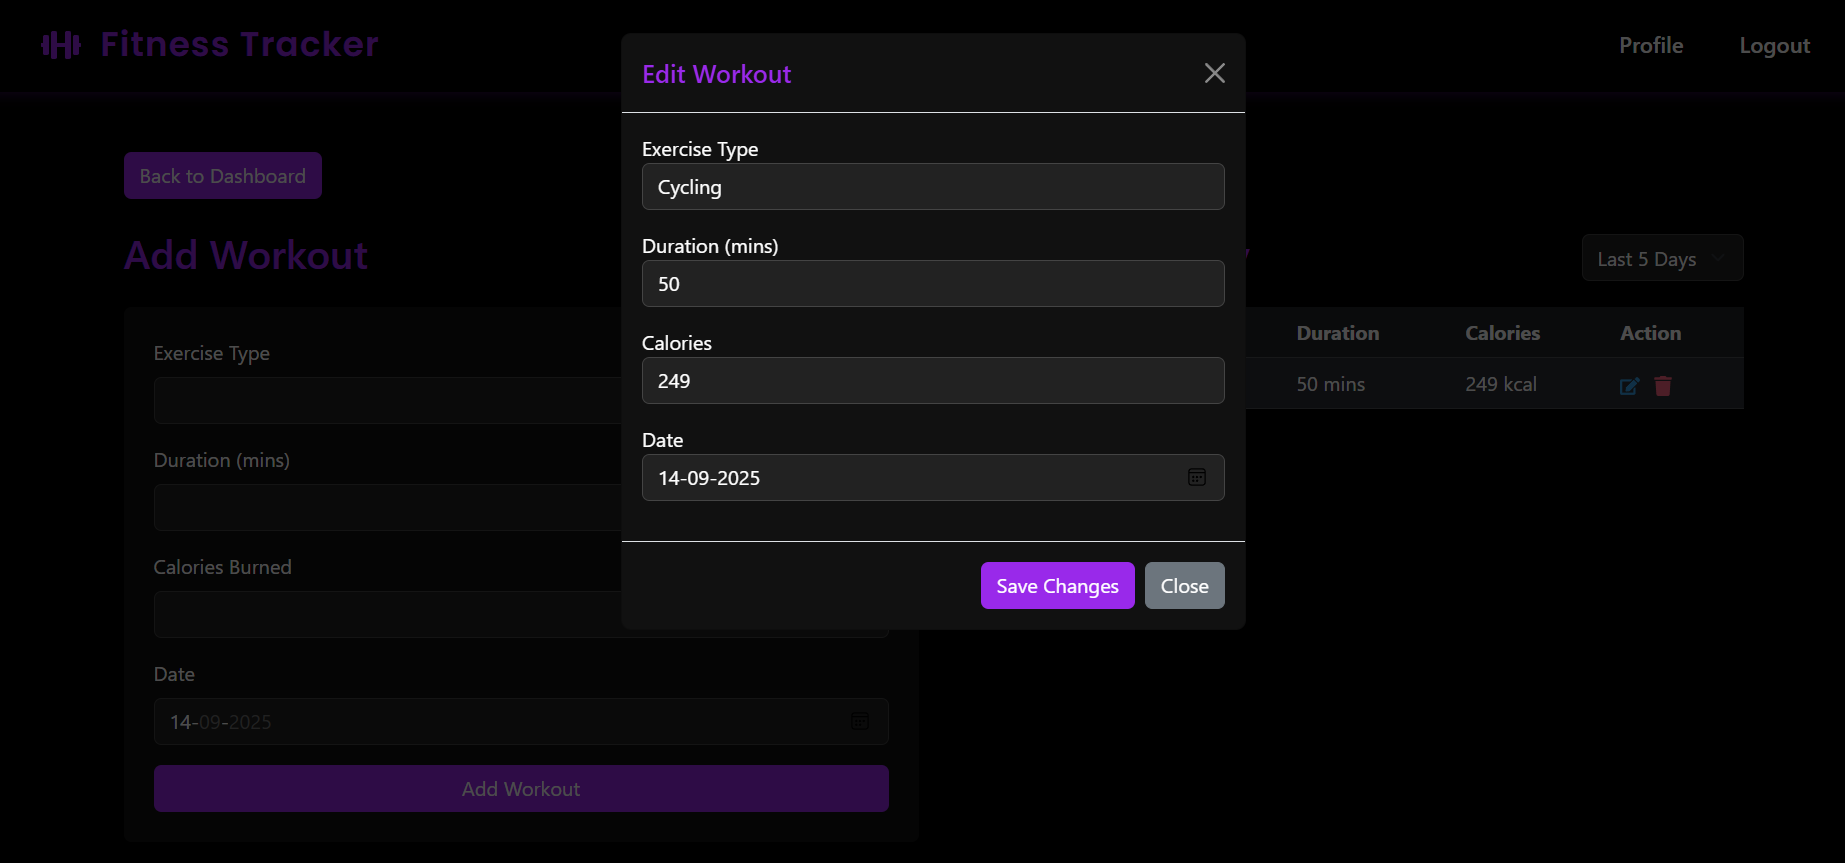 Fitness Tracker
Profile
Logout
Back to Dashboard
Add Workout
Exercise Type
Duration (mins)
Calories Burned
Date
14-09-2025
Add Workout
Edit Workout
Exercise Type
Cycling
Duration (mins)
50
Calories
249
Date
14-09-2025
Save Changes
Close
Last 5 Days
Duration Calories Action
50 mins 249 kcal